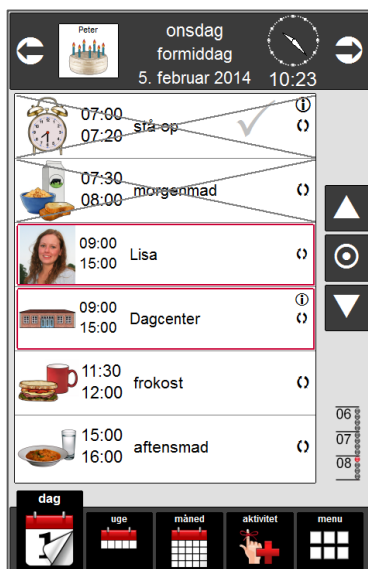 Peter
onsdag
formiddag
5. februar 2014
10:23
07:00
07:20
stå op
07:30
08:00
morgenmad
09:00
15:00
Lisa
09:00
15:00
Dagcenter
11:30
12:00
frokost
15:00
16:00
aftensmad
06
07
08
dag
1
uge
måned
aktivitet
menu